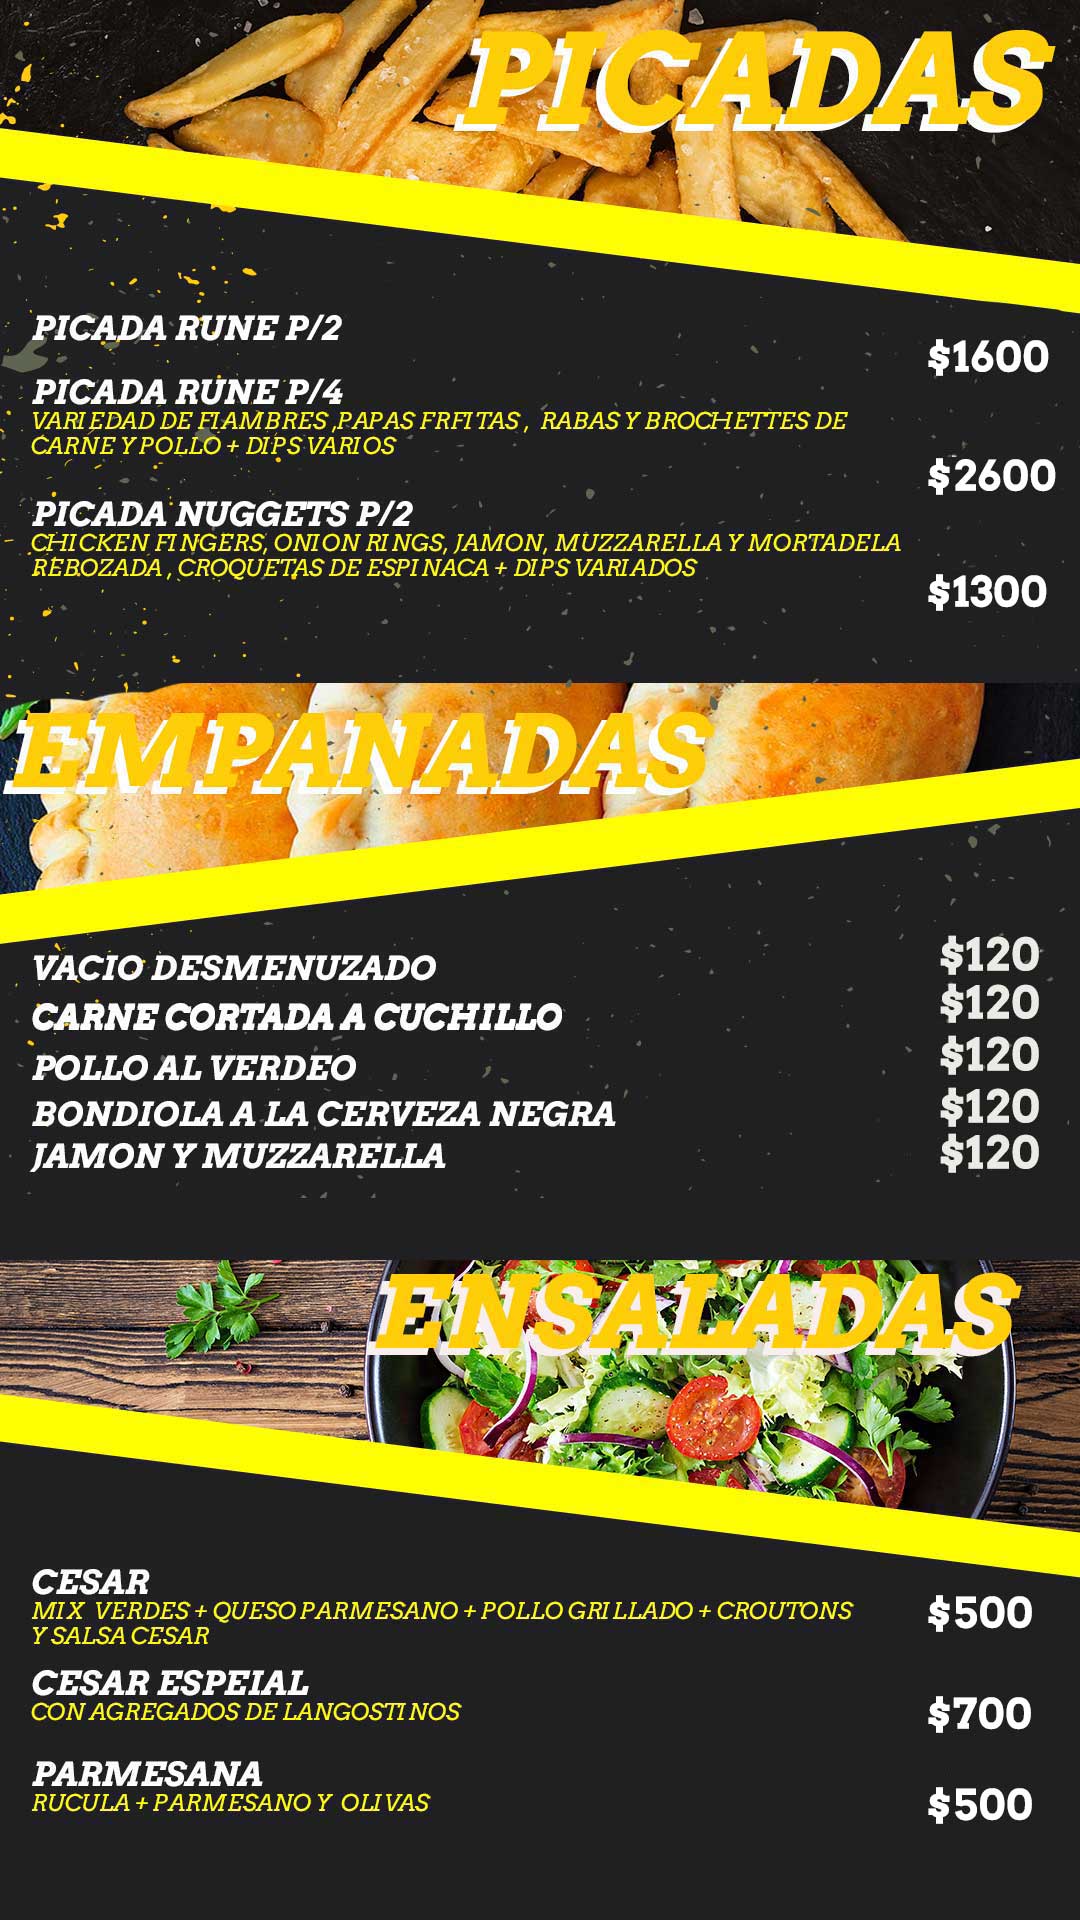 PICADAS
PICADA RUNE P/2
$1600
PICADA RUNE P/4
VARIEDAD DE FIAMBRES ,PAPAS FRFITAS , RABAS Y BROCHETTES DE
CARNE Y POLLO + DIPS VARIOS
$2600
PICADA NUGGETS P/2
CHICKEN FINGERS, ONION RINGS, JAMON, MUZZARELLA Y MORTADELA
REBOZADA , CROQUETAS DE ESPINACA + DIPS VARIADOS
$1300
EMPANADAS
VACIO DESMENUZADO $120
CARNE CORTADA A CUCHILLO $120
POLLO AL VERDEO $120
BONDIOLA A LA CERVEZA NEGRA $120
JAMON Y MUZZARELLA $120
ENSALADAS
CESAR
MIX VERDES + QUESO PARMESANO + POLLO GRILLADO + CROUTONS
Y SALSA CESAR
$500
CESAR ESPEIAL
CON AGREGADOS DE LANGOSTINOS
$700
PARMESANA
RUCULA + PARMESANO Y OLIVAS
$500